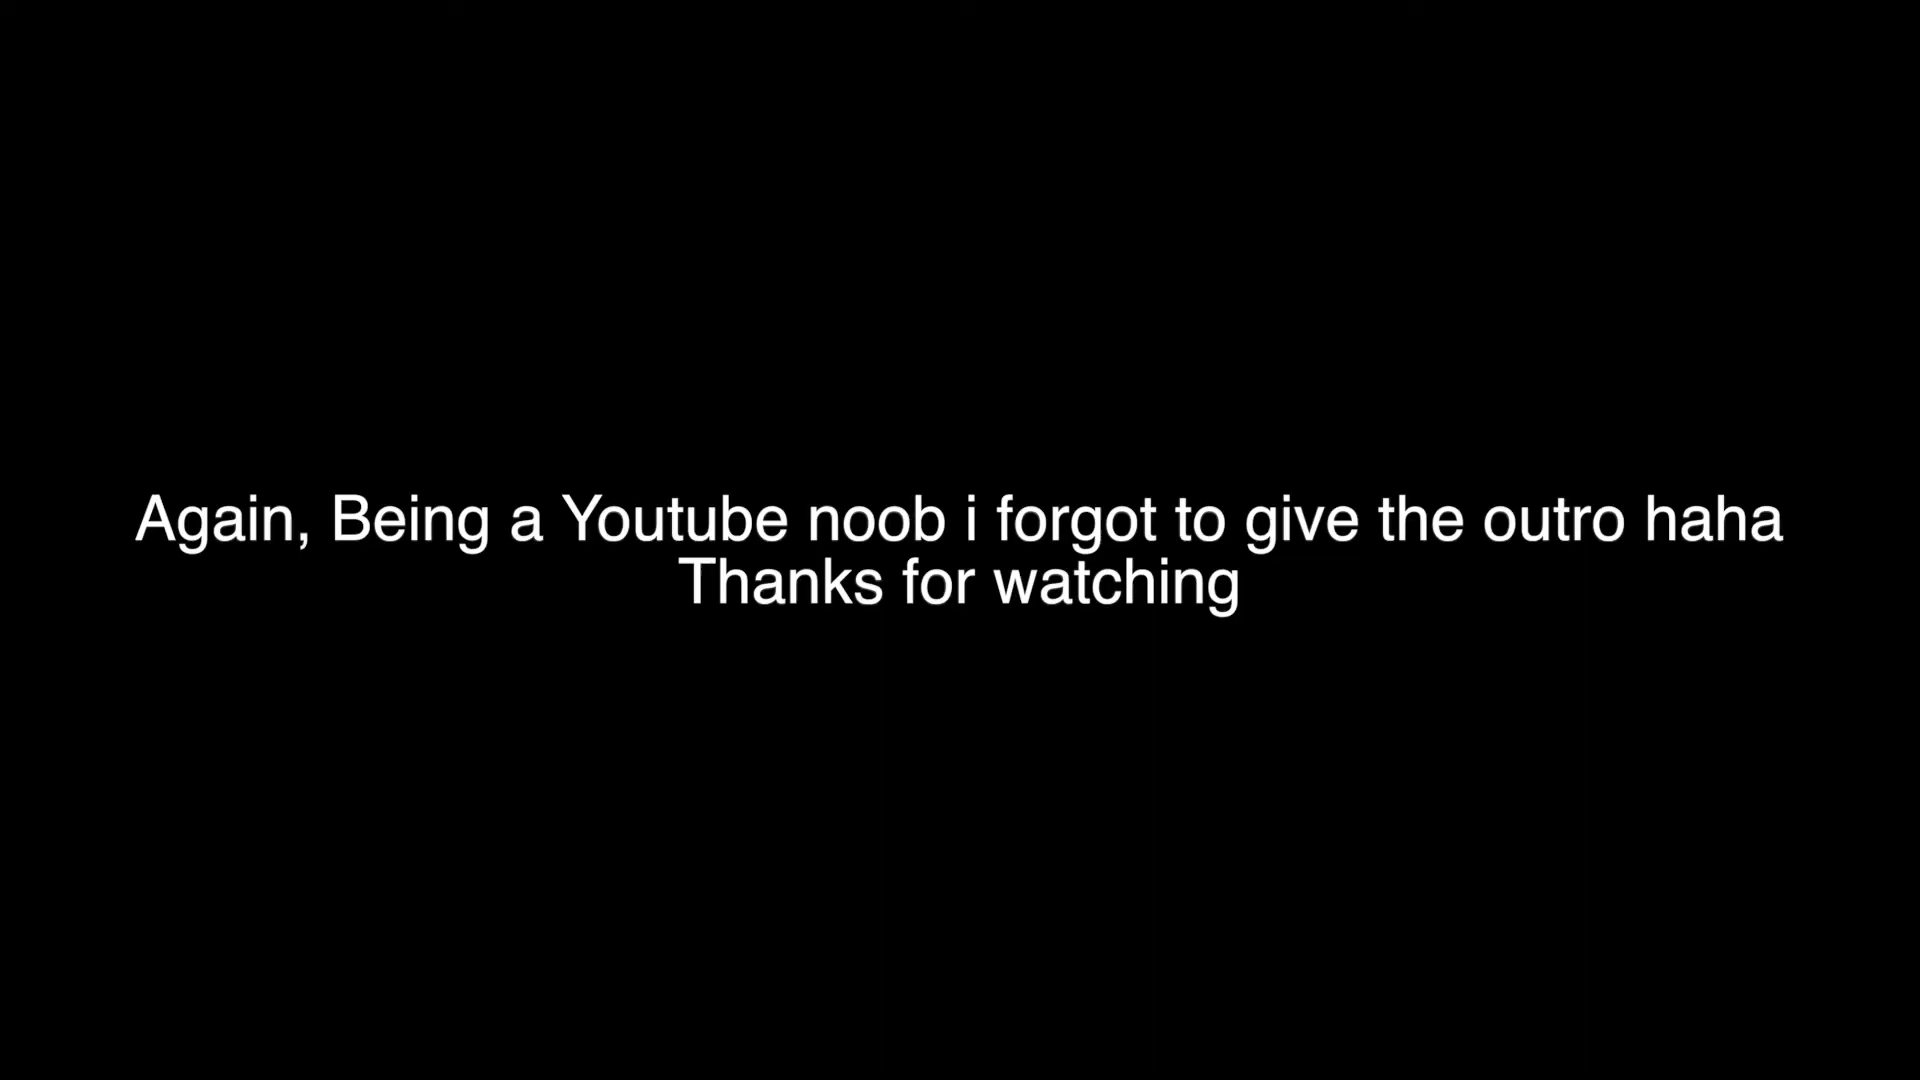 Again, Being a Youtube noob i forgot to give the outro haha
Thanks for watching